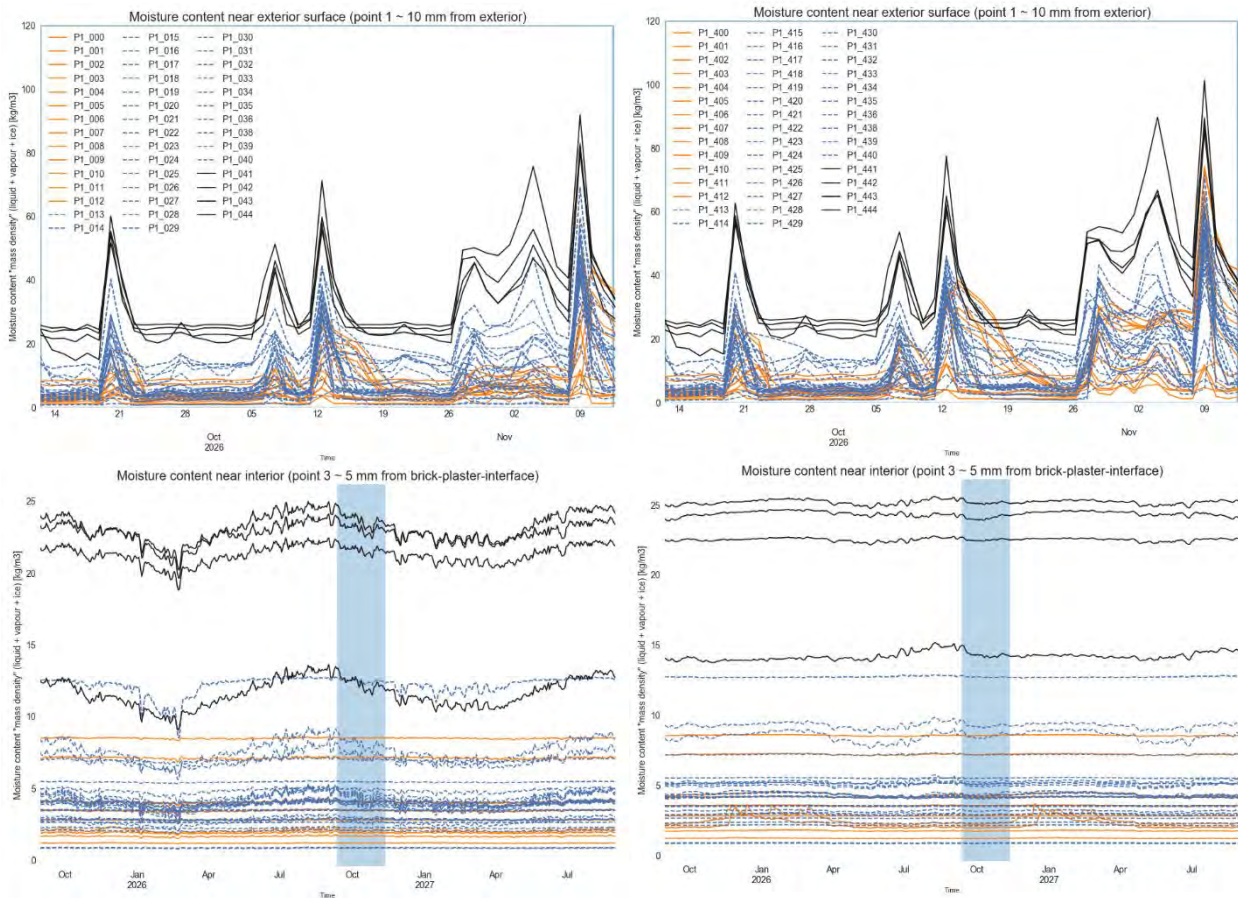 Moisture content near exterior surface (point 1 ~ 10 mm from exterior)
Moisture content "mass density" (liquid + vapour + ice) [kg/m3]
120
100
80
60
40
20
0
P1_000 P1_015 P1_030
P1_001 P1_016 P1_031
P1_002 P1_017 P1_032
P1_003 P1_018 P1_033
P1_004 P1_019 P1_034
P1_005 P1_020 P1_035
P1_006 P1_021 P1_036
P1_007 P1_022 P1_038
P1_008 P1_023 P1_039
P1_009 P1_024 P1_040
P1_010 P1_025 P1_041
P1_011 P1_026 P1_042
P1_012 P1_027 P1_043
P1_013 P1_028 P1_044
P1_014 P1_029
14 21 28 05 12 19 26 02 09
Oct Nov
2026
Time
Moisture content near exterior surface (point 1 ~ 10 mm from exterior)
Moisture content "mass density" (liquid + vapour + ice) [kg/m3]
120
100
80
60
40
20
0
P1_400 P1_415 P1_430
P1_401 P1_416 P1_431
P1_402 P1_417 P1_432
P1_403 P1_418 P1_433
P1_404 P1_419 P1_434
P1_405 P1_420 P1_435
P1_406 P1_421 P1_436
P1_407 P1_422 P1_438
P1_408 P1_423 P1_439
P1_409 P1_424 P1_440
P1_410 P1_425 P1_441
P1_411 P1_426 P1_442
P1_412 P1_427 P1_443
P1_413 P1_428 P1_444
P1_414 P1_429
14 21 28 05 12 19 26 02 09
Oct Nov
2026
Time
Moisture content near interior (point 3 ~ 5 mm from brick-plaster-interface)
Moisture content "mass density" (liquid + vapour + ice) [kg/m3]
25
20
15
10
5
0
Oct Jan Apr Jul Oct Jan Apr Jul
2026 2027
Time
Moisture content near interior (point 3 ~ 5 mm from brick-plaster-interface)
Moisture content "mass density" (liquid + vapour + ice) [kg/m3]
25
20
15
10
5
0
Oct Jan Apr Jul Oct Jan Apr Jul
2026 2027
Time